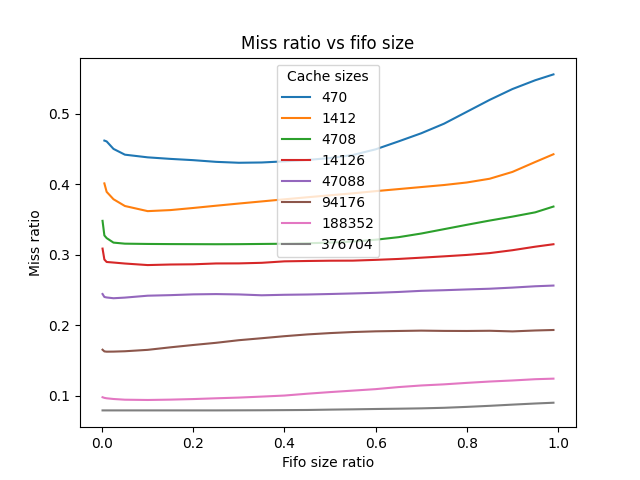 Miss ratio vs fifo size
Cache sizes
470
1412
4708
14126
47088
94176
188352
376704
0.5
0.4
0.3
0.2
0.1
Miss ratio
0.0 0.2 0.4 0.6 0.8 1.0
Fifo size ratio